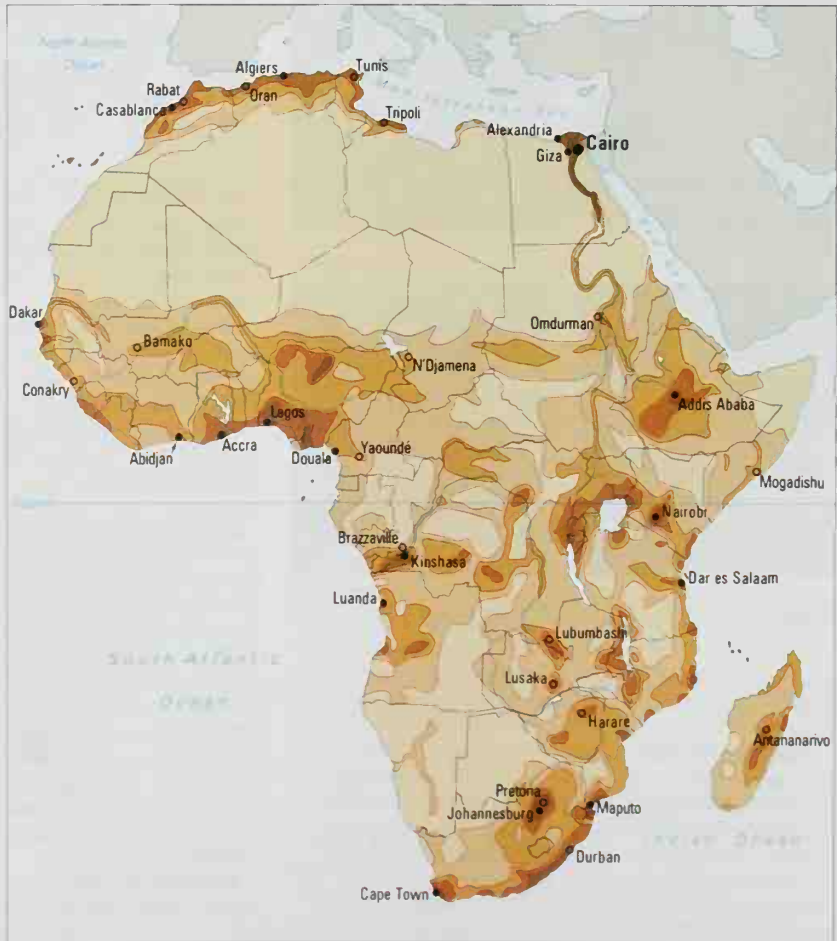 Algiers
Tunis
Rabat
Oran
Casablanca
Tripoli
Alexandria
Cairo
Giza
Dakar
Omdurman
Bamako
N'Djamena
Conakry
Addis Ababa
Lagos
Abidjan
Accra
Douala
Yaoundé
Mogadishu
Nairobi
Brazzaville
Kinshasa
Dar es Salaam
Luanda
Lubumbashi
South Atlantic
Ocean
Lusaka
Harare
Antananarivo
Pretoria
Johannesburg
Maputo
Durban
Cape Town